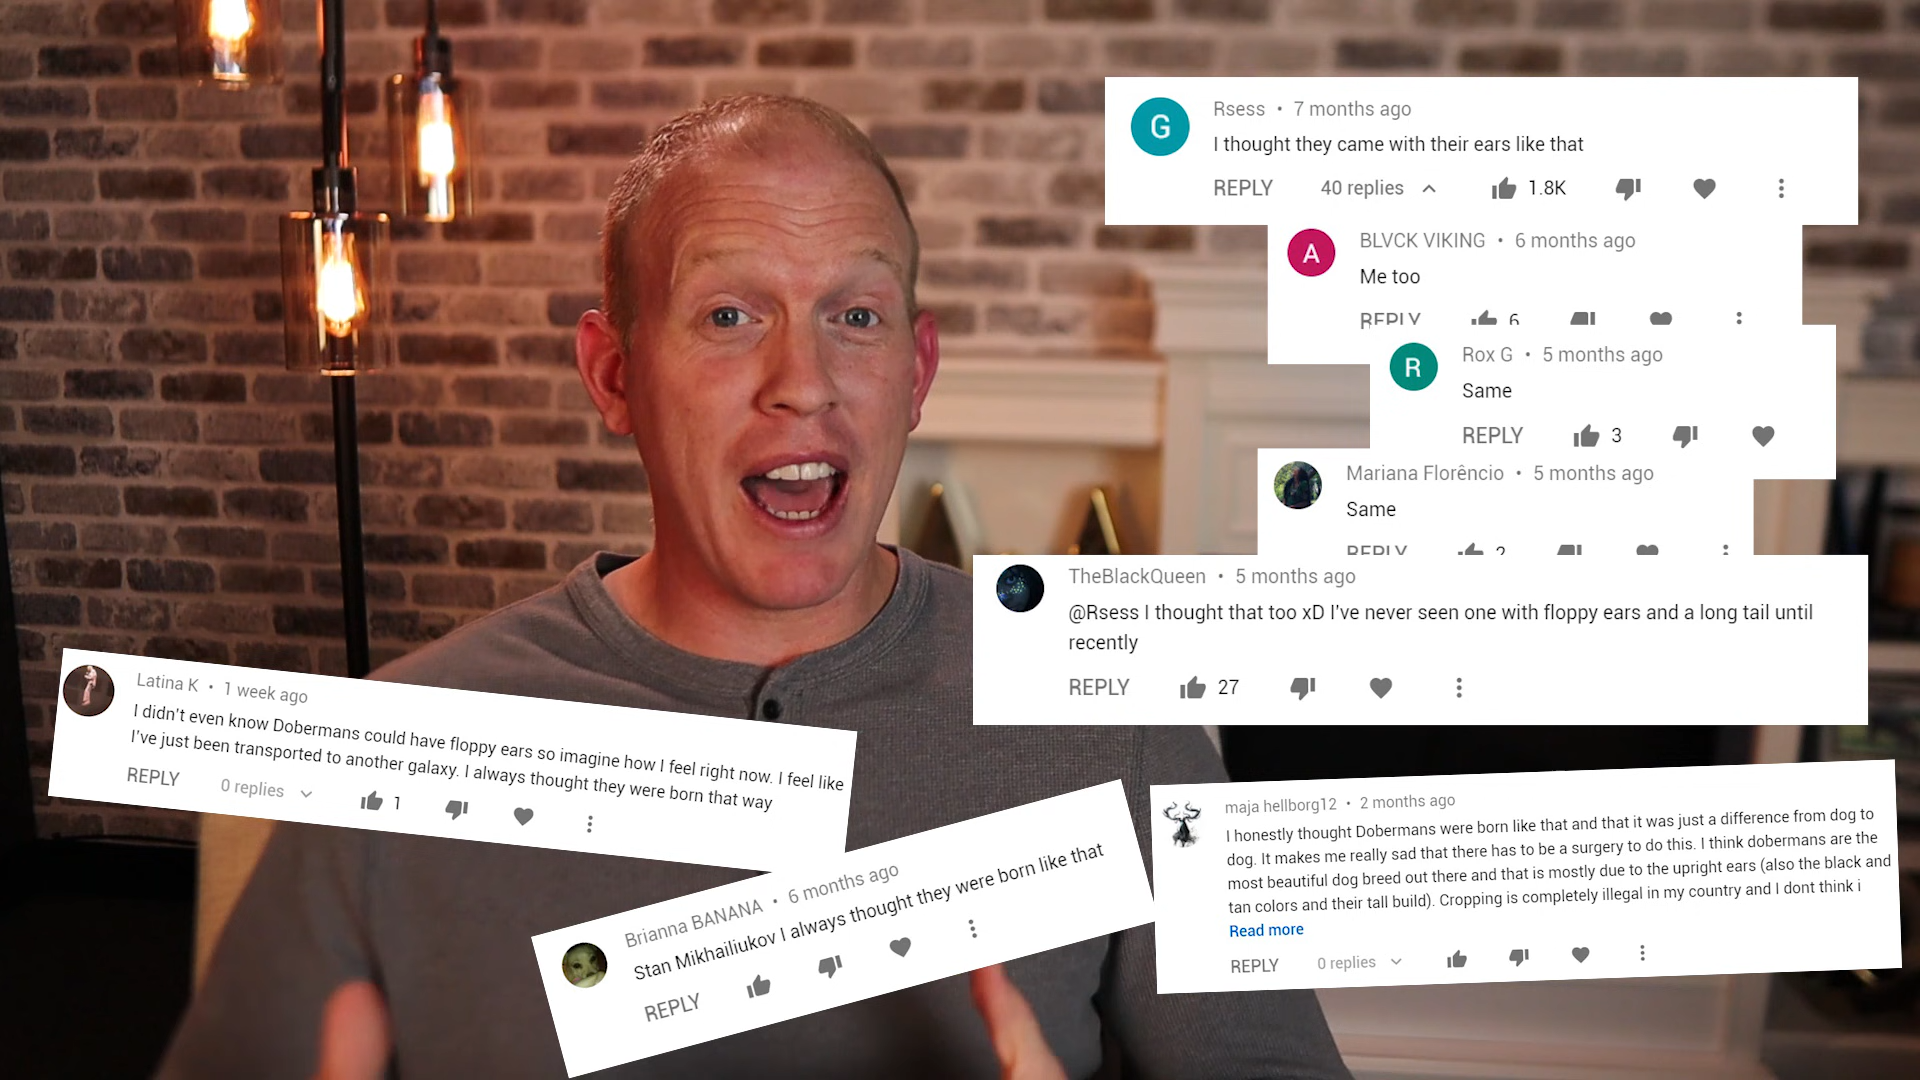 G
Rsess • 7 months ago
I thought they came with their ears like that
REPLY 40 replies 1.8K
A
BLVCK VIKING • 6 months ago
Me too
REPLY 6
R
Rox G • 5 months ago
Same
REPLY 3
Mariana Florêncio • 5 months ago
Same
REPLY 2
TheBlackQueen • 5 months ago
@Rsess I thought that too xD I've never seen one with floppy ears and a long tail until
recently
REPLY 27
Latina K • 1 week ago
I didn't even know Dobermans could have floppy ears so imagine how I feel right now. I feel like
I've just been transported to another galaxy. I always thought they were born that way
REPLY 0 replies 1
Brianna BANANA • 6 months ago
Stan Mikhailiukov I always thought they were born like that
REPLY
maja hellborg12 • 2 months ago
I honestly thought Dobermans were born like that and that it was just a difference from dog to
dog. It makes me really sad that there has to be a surgery to do this. I think dobermans are the
most beautiful dog breed out there and that is mostly due to the upright ears (also the black and
tan colors and their tall build). Cropping is completely illegal in my country and I dont think i
Read more
REPLY 0 replies